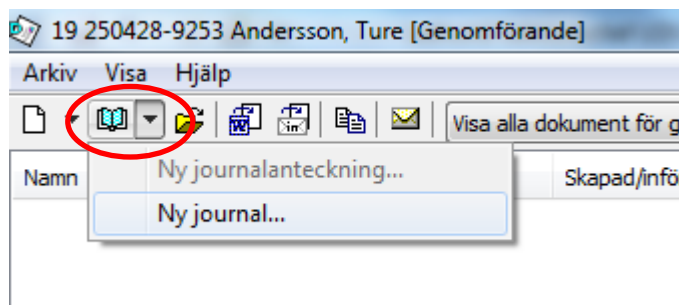 19 250428-9253 Andersson, Ture [Genomförande]
Arkiv Visa Hjälp
Visa alla dokument för g
Namn Skapad/infö
Ny journalanteckning...
Ny journal...